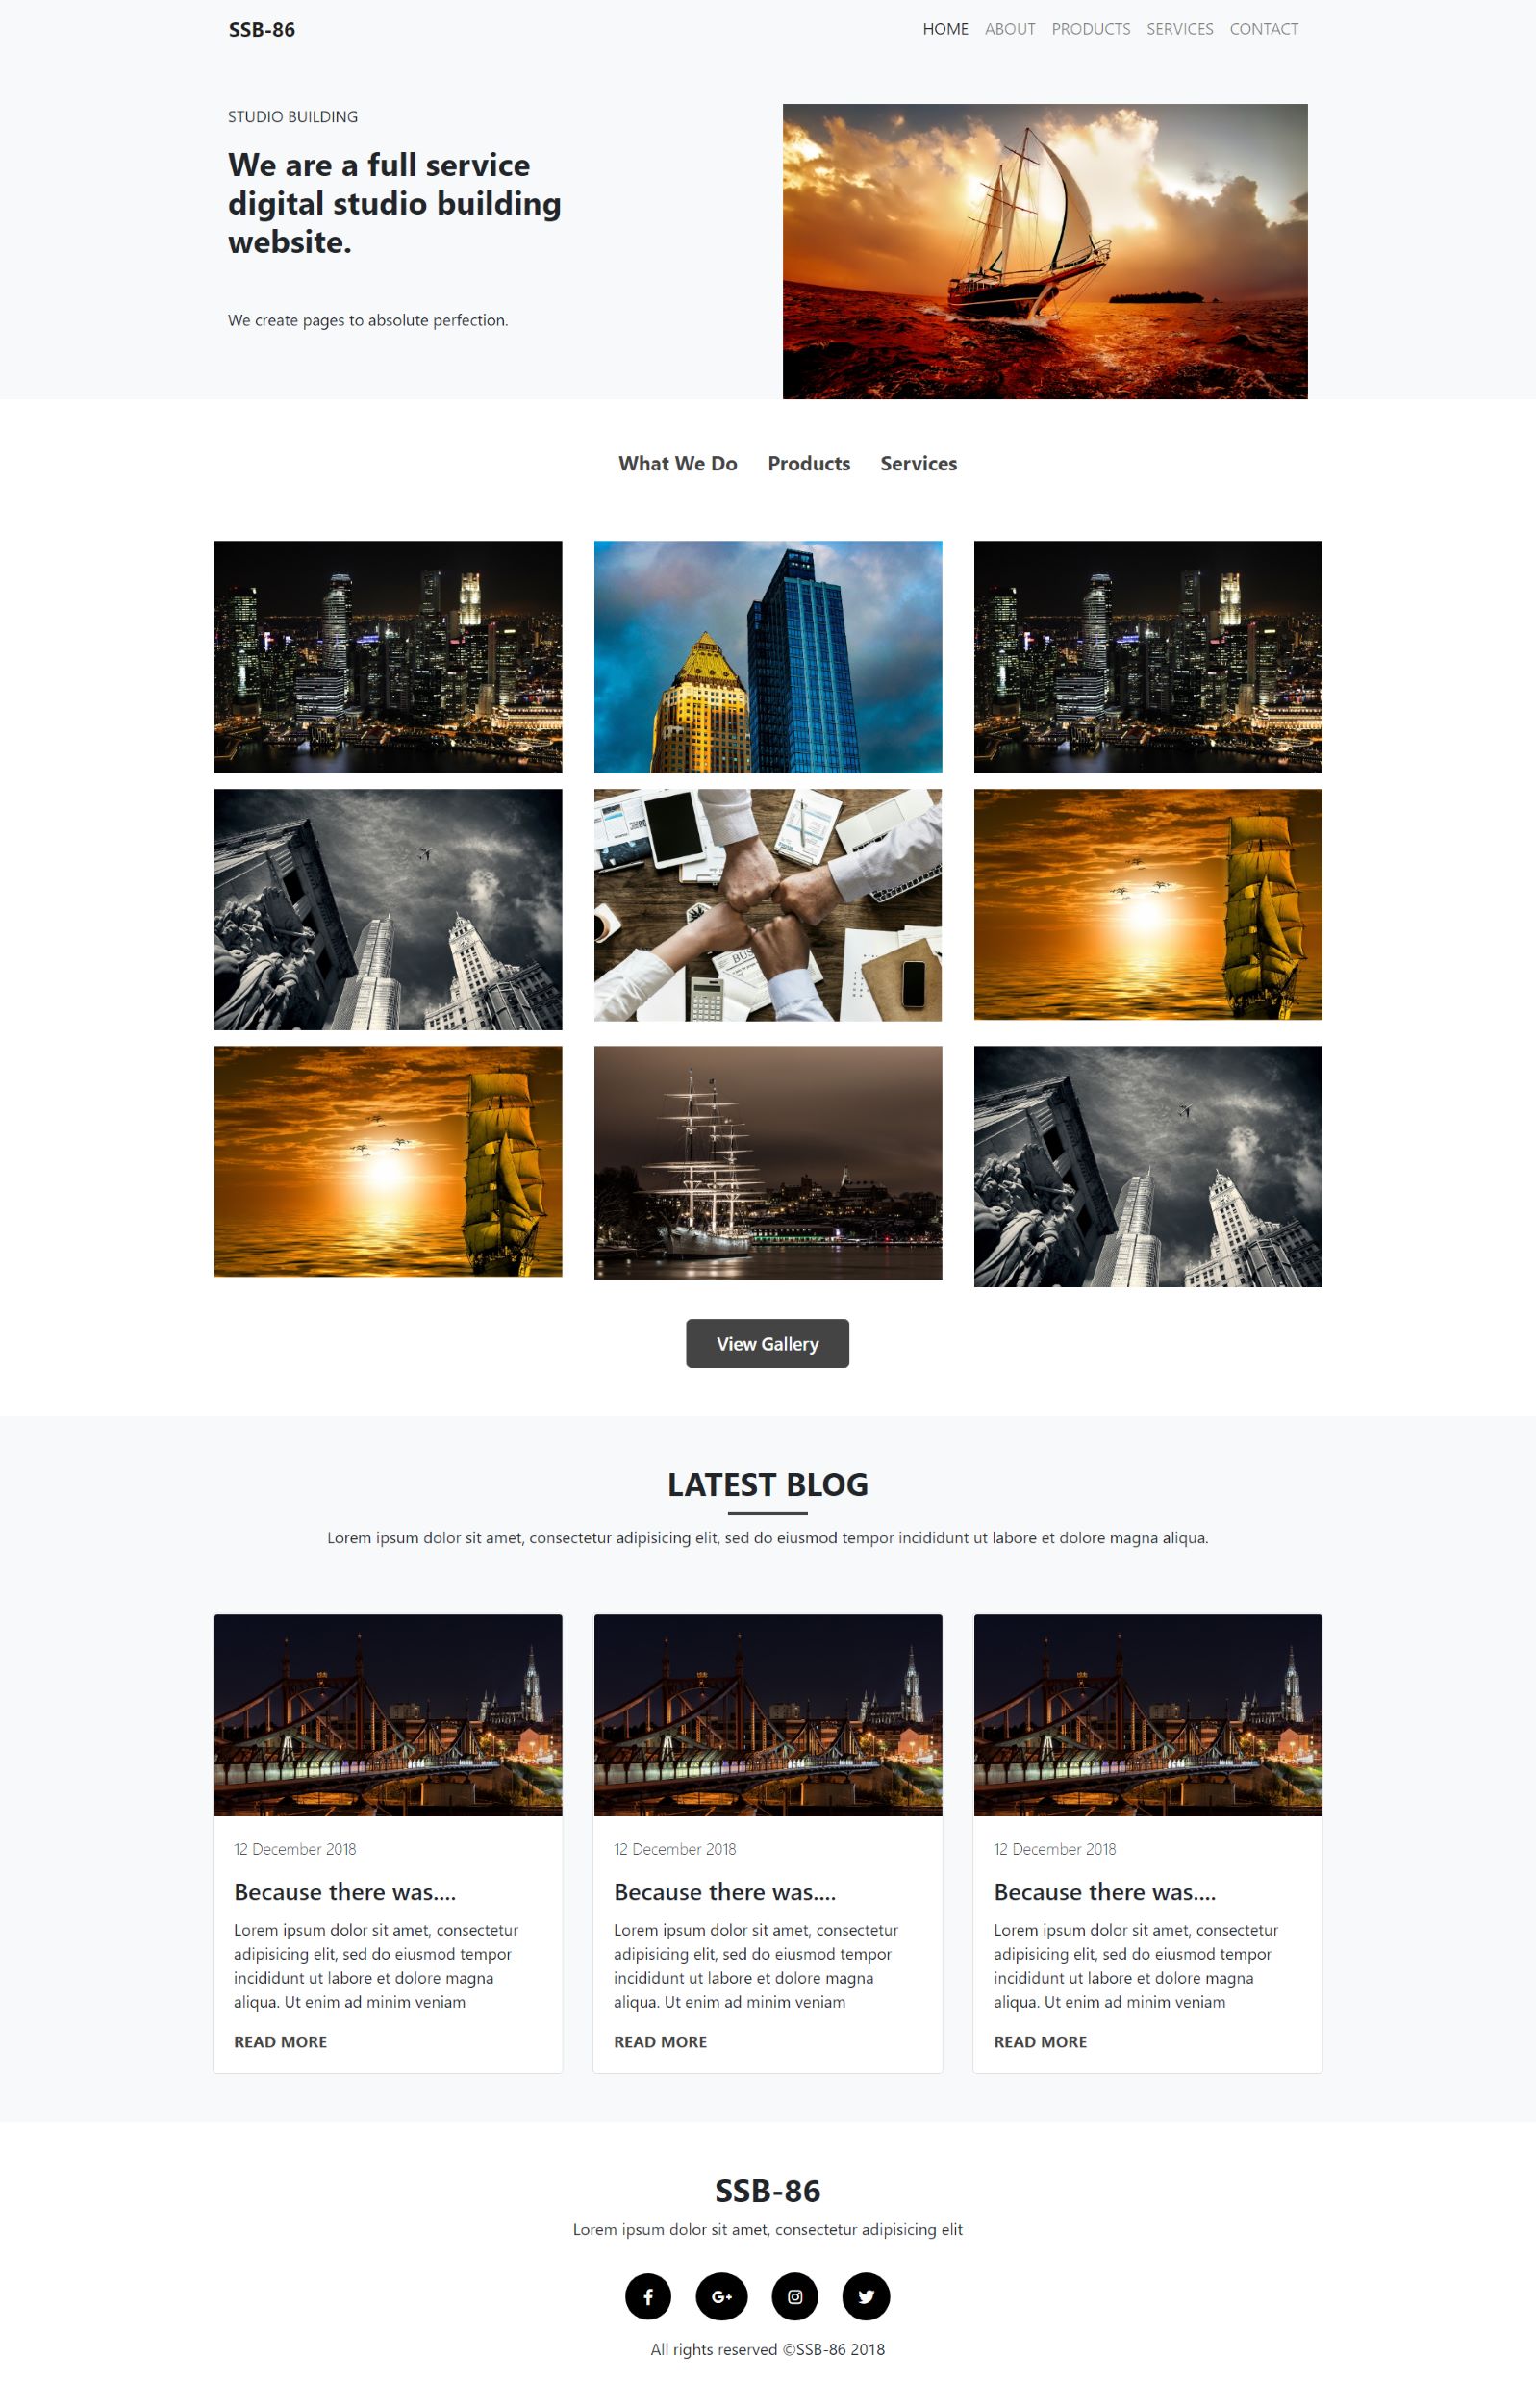 SSB-86
HOME ABOUT PRODUCTS SERVICES CONTACT
STUDIO BUILDING
We are a full service
digital studio building
website.
We create pages to absolute perfection.
What We Do Products Services
View Gallery
LATEST BLOG
Lorem ipsum dolor sit amet, consectetur adipisicing elit, sed do eiusmod tempor incididunt ut labore et dolore magna aliqua.
12 December 2018
Because there was....
Lorem ipsum dolor sit amet, consectetur
adipisicing elit, sed do eiusmod tempor
incididunt ut labore et dolore magna
aliqua. Ut enim ad minim veniam
READ MORE
12 December 2018
Because there was....
Lorem ipsum dolor sit amet, consectetur
adipisicing elit, sed do eiusmod tempor
incididunt ut labore et dolore magna
aliqua. Ut enim ad minim veniam
READ MORE
12 December 2018
Because there was....
Lorem ipsum dolor sit amet, consectetur
adipisicing elit, sed do eiusmod tempor
incididunt ut labore et dolore magna
aliqua. Ut enim ad minim veniam
READ MORE
SSB-86
Lorem ipsum dolor sit amet, consectetur adipisicing elit
All rights reserved ©SSB-86 2018